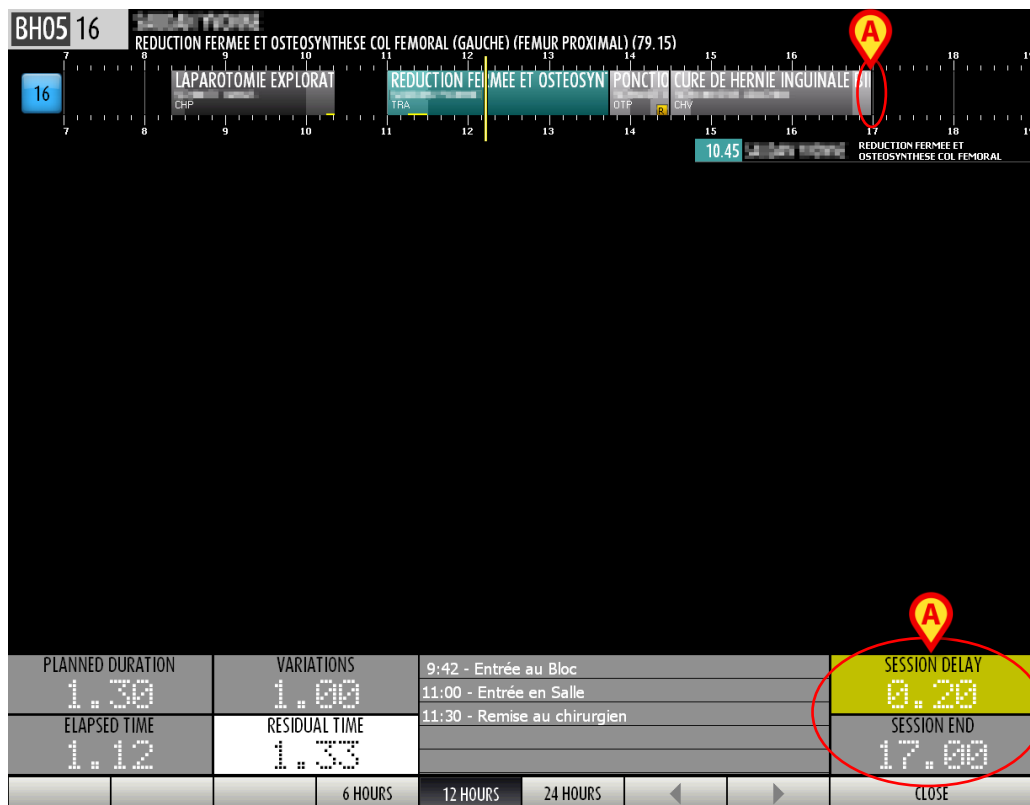 BH05 16
REDUCTION FERMEE ET OSTEOSYNTHESE COL FEMORAL (GAUCHE) (FEMUR PROXIMAL) (79.15)
A
7 8 9 10 11 12 13 14 15 16 18
16
LAPAROTOMIE EXPLORAT REDUCTION FERMEE ET OSTEOSYN PONCTIO CURE DE HERNIE INGUINALE
CHP TRA OTP R CHV
7 8 9 10 11 12 13 14 15 16 17 18
10.45 REDUCTION FERMEE ET
OSTEOSYNTHESE COL FEMORAL
A
PLANNED DURATION
1.30
VARIATIONS
1.00
ELAPSED TIME
1.12
RESIDUAL TIME
1.33
9:42 - Entrée au Bloc
11:00 - Entrée en Salle
11:30 - Remise au chirurgien
SESSION DELAY
0.20
SESSION END
17.00
6 HOURS 12 HOURS 24 HOURS CLOSE